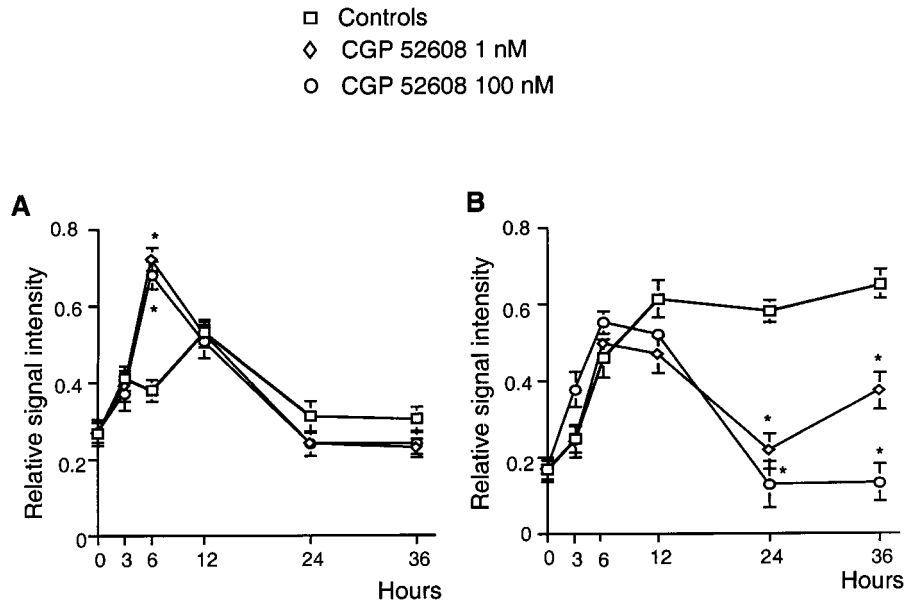 Controls
CGP 52608 1 nM
CGP 52608 100 nM
A
Relative signal intensity
0.8
0.6
0.4
0.2
0
*
*
0 3 6 12 24 36
Hours
B
Relative signal intensity
0.8
0.6
0.4
0.2
0
*
*
*
*
0 3 6 12 24 36
Hours